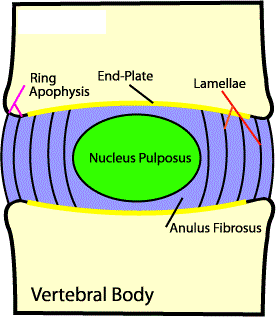 Ring
Apophysis
End-Plate
Lamellae
Nucleus Pulposus
Anulus Fibrosus
Vertebral Body